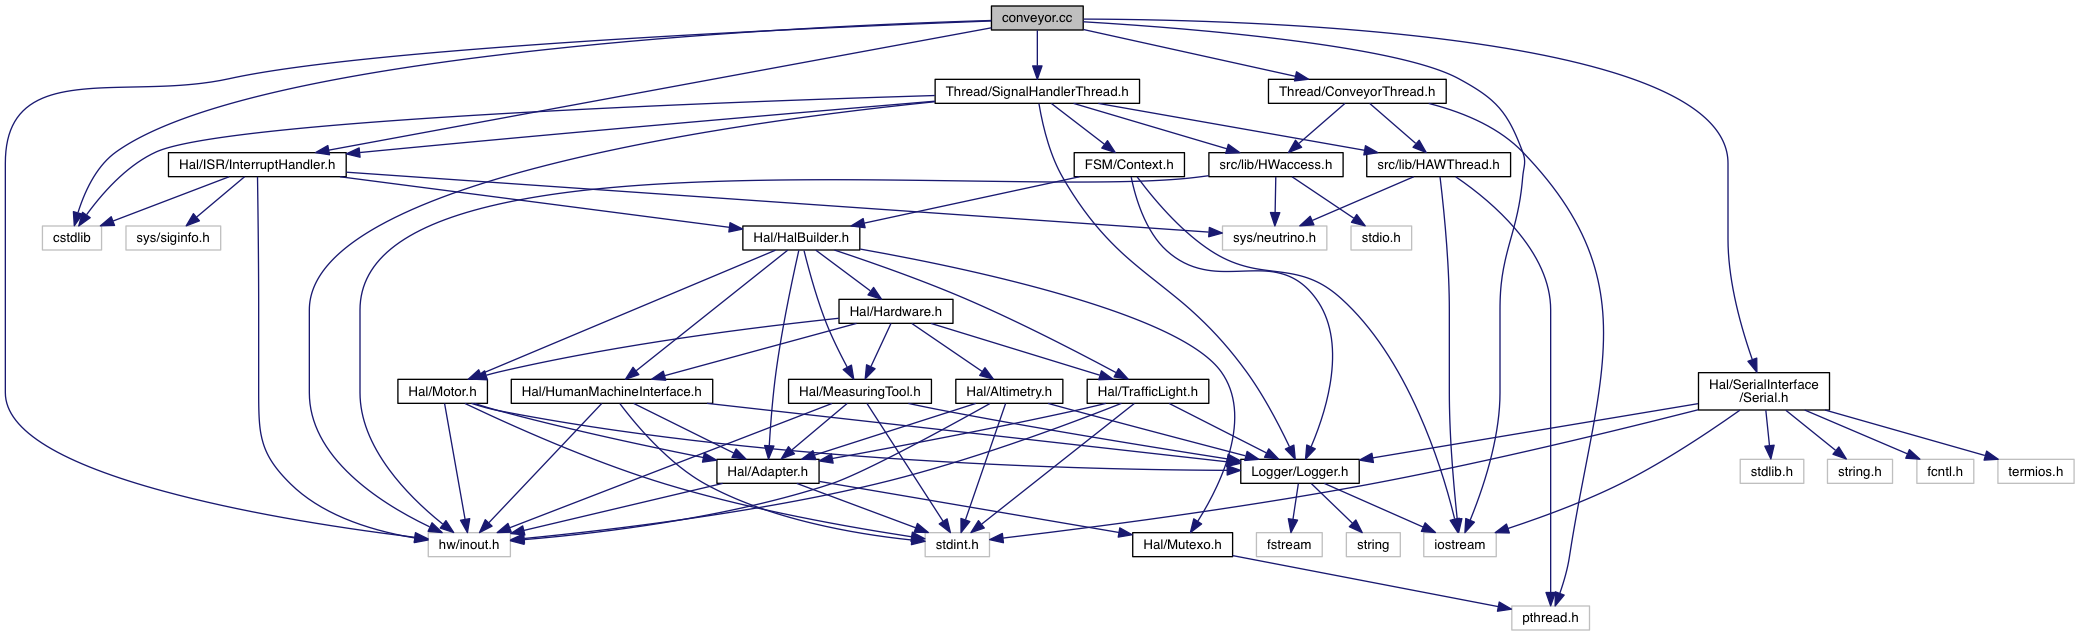 conveyor.cc
Thread/SignalHandlerThread.h
Thread/ConveyorThread.h
Hal/ISR/InterruptHandler.h
FSM/Context.h
src/lib/HWaccess.h
src/lib/HAWThread.h
cstdlib
sys/siginfo.h
Hal/HalBuilder.h
sys/neutrino.h
stdio.h
Hal/Hardware.h
Hal/Motor.h
Hal/HumanMachineInterface.h
Hal/MeasuringTool.h
Hal/Altimetry.h
Hal/TrafficLight.h
Hal/SerialInterface
/Serial.h
Hal/Adapter.h
Logger/Logger.h
stdlib.h
string.h
fcntl.h
termios.h
hw/inout.h
stdint.h
Hal/Mutexo.h
fstream
string
iostream
pthread.h